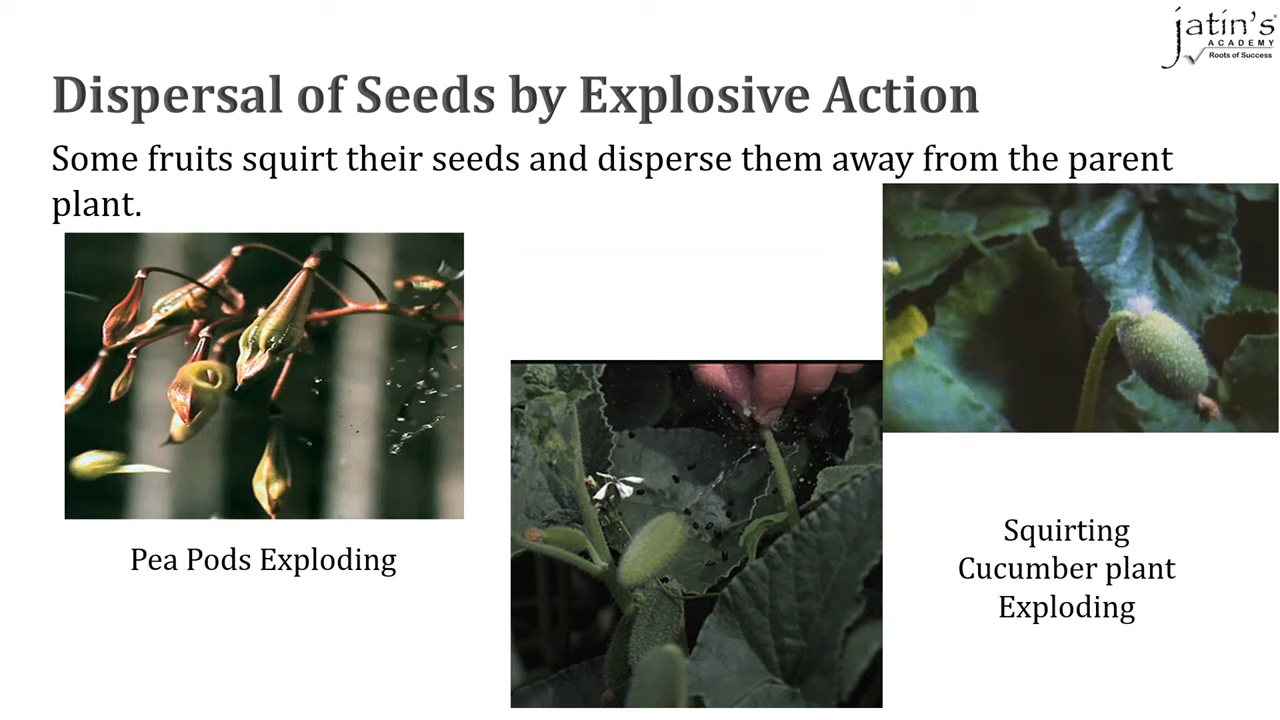 jatin's
ACADEMY
Roots of Success
Dispersal of Seeds by Explosive Action
Some fruits squirt their seeds and disperse them away from the parent
plant.
Pea Pods Exploding
Squirting
Cucumber plant
Exploding